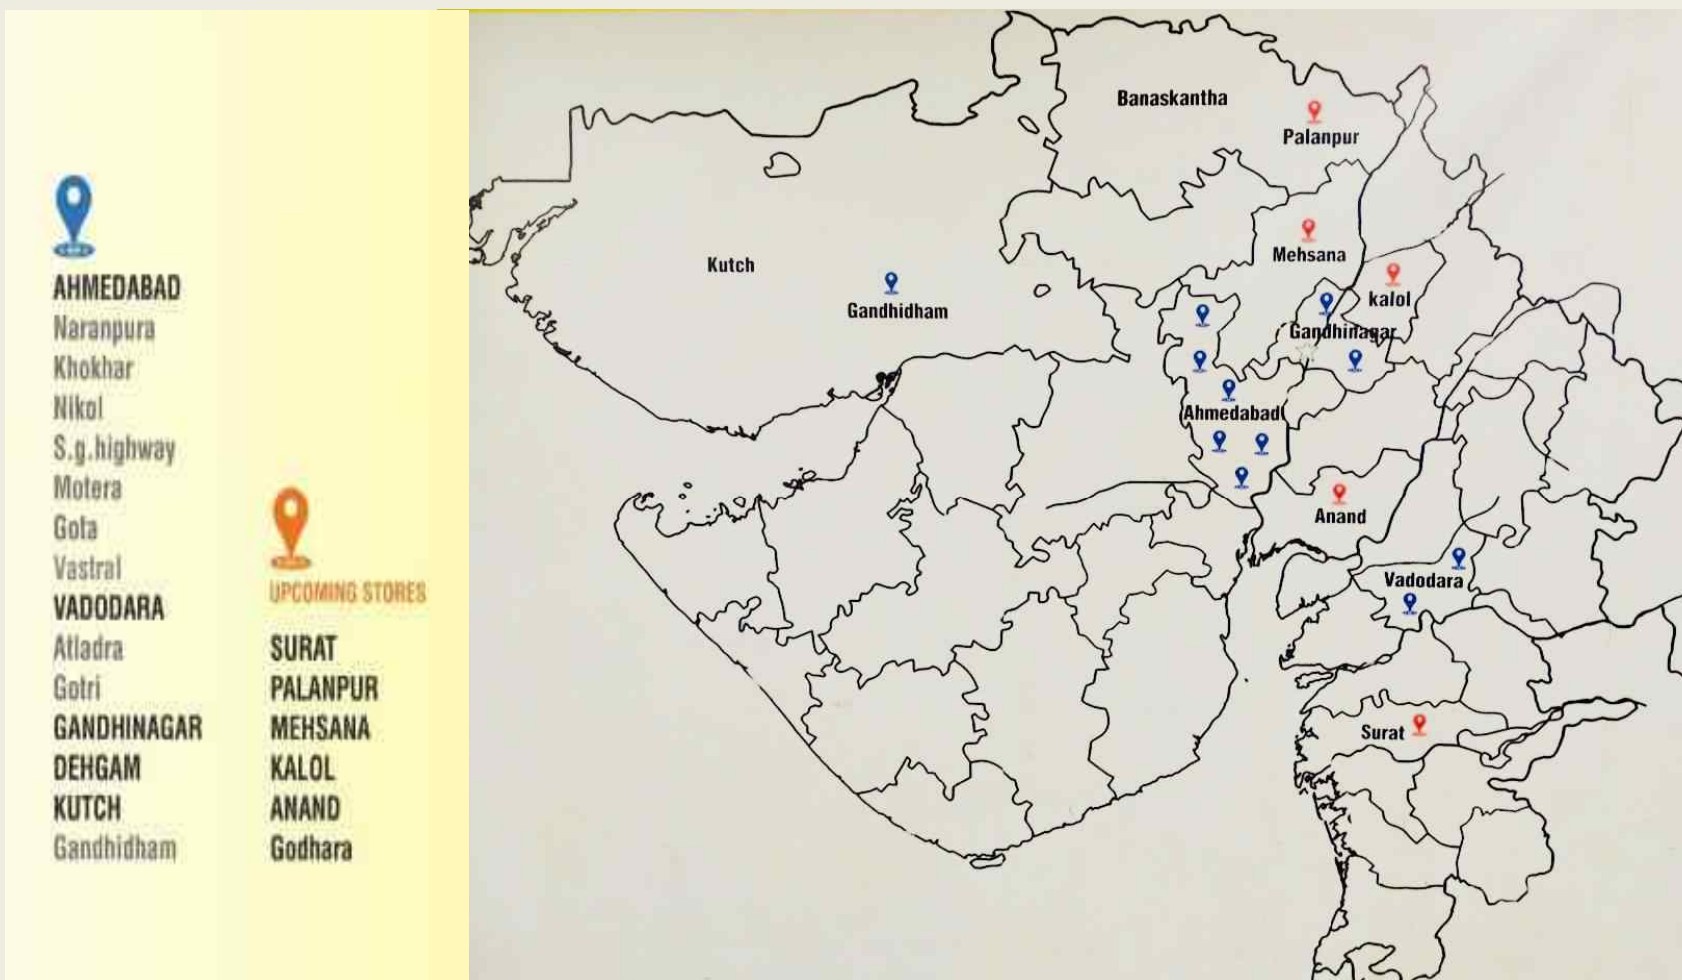 AHMEDABAD
Naranpura
Khokhar
Nikol
S.g.highway
Motera
Gota
Vastral
VADODARA
Atladra
Gotri
GANDHINAGAR
DEHGAM
KUTCH
Gandhidham
UPCOMING STORES
SURAT
PALANPUR
MEHSANA
KALOL
ANAND
Godhara
Banaskantha
Palanpur
Mehsana
Kutch
kalol
Gandhidham
Gandhinagar
Ahmedabad
Anand
Vadodara
Surat